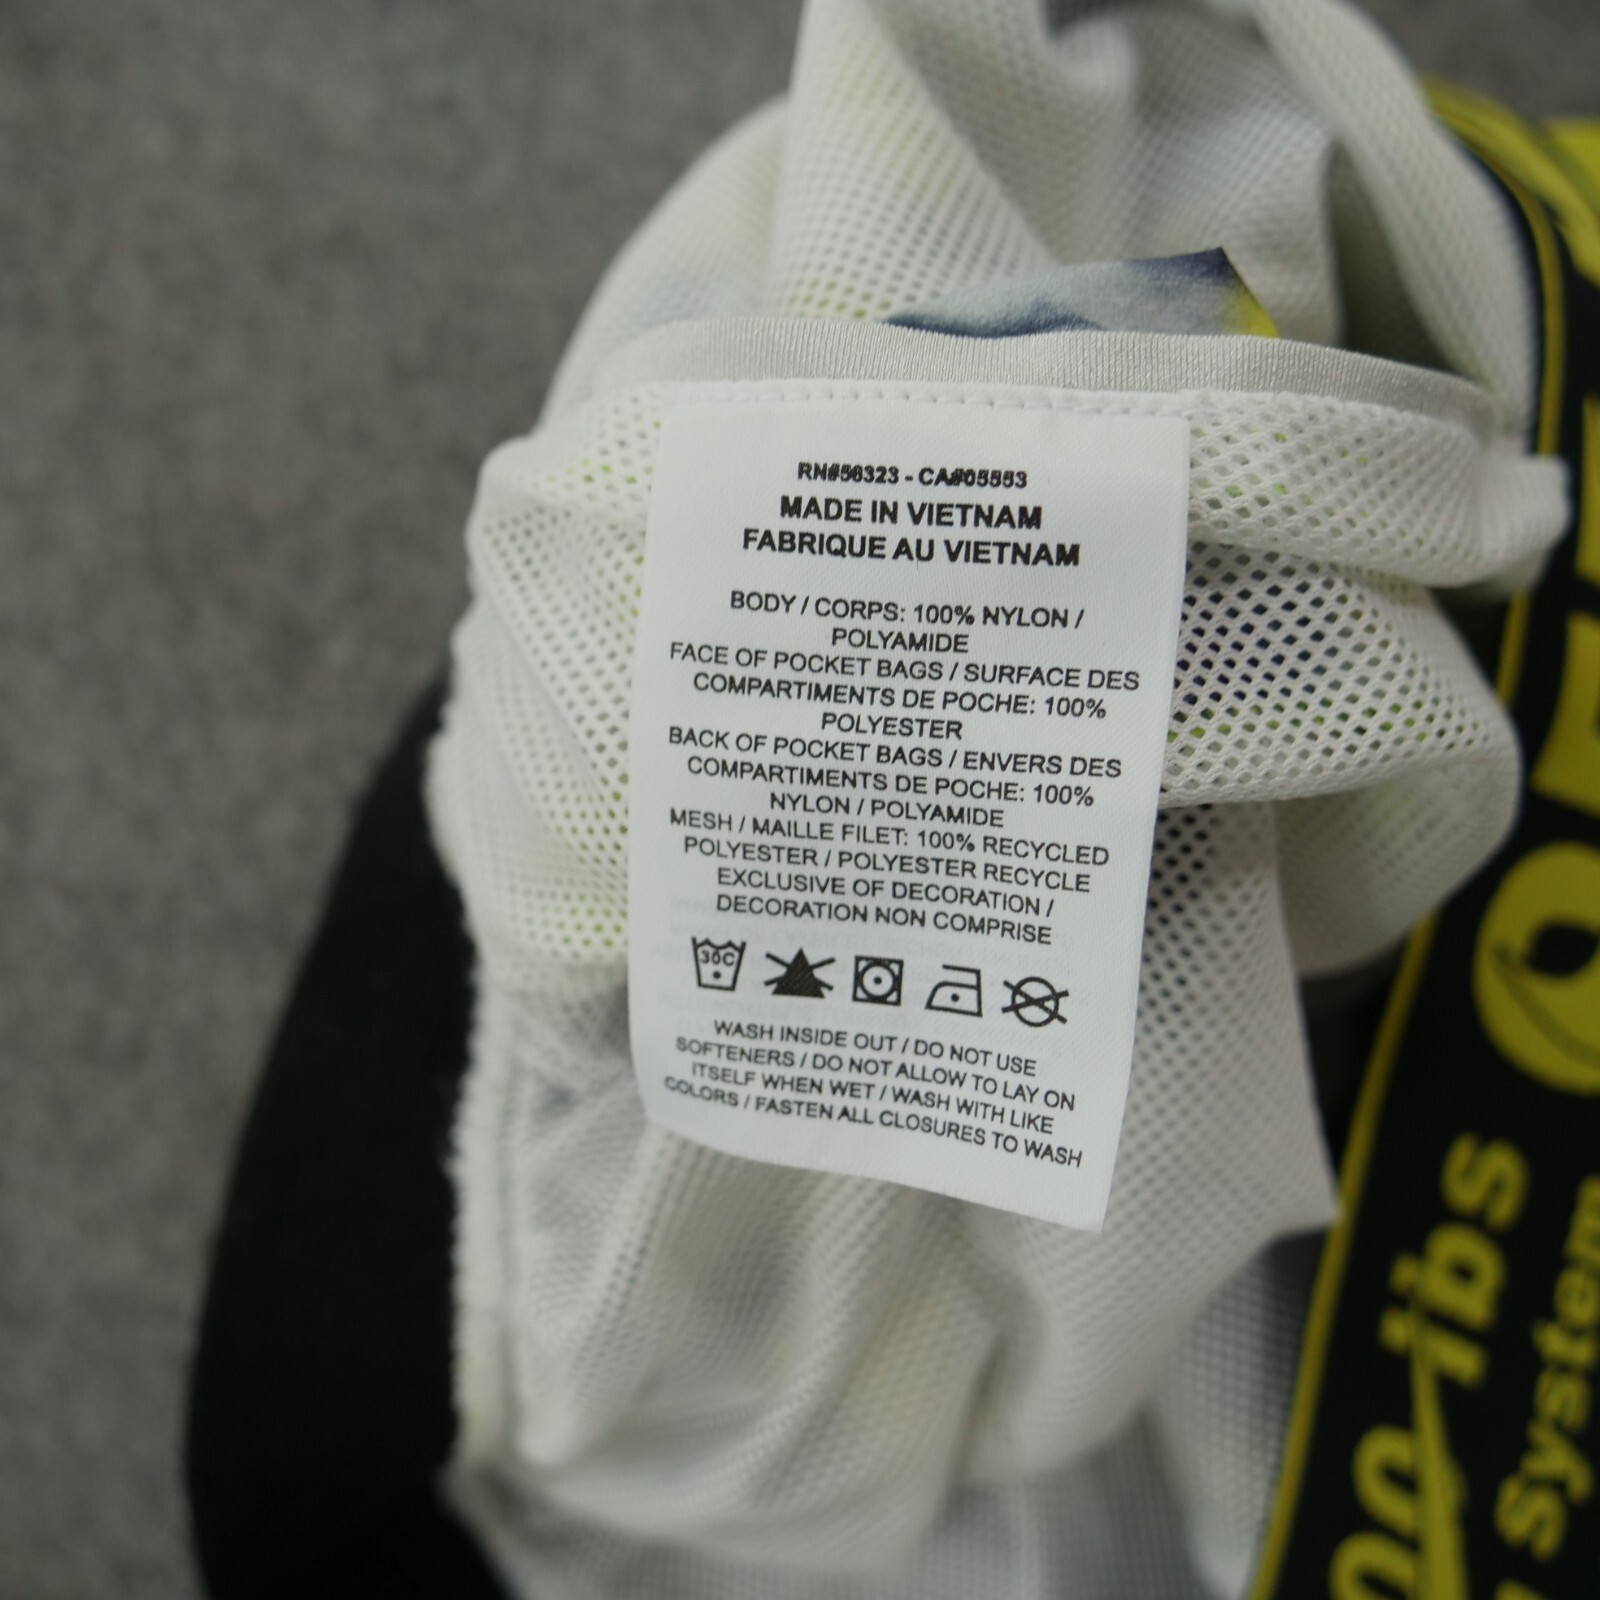 RN#56323 - CA#05553
MADE IN VIETNAM
FABRIQUE AU VIETNAM
BODY / CORPS: 100% NYLON /
POLYAMIDE
FACE OF POCKET BAGS / SURFACE DES
COMPARTIMENTS DE POCHE: 100%
POLYESTER
BACK OF POCKET BAGS / ENVERS DES
COMPARTIMENTS DE POCHE: 100%
NYLON / POLYAMIDE
MESH / MAILLE FILET: 100% RECYCLED
POLYESTER / POLYESTER RECYCLE
EXCLUSIVE OF DECORATION /
DECORATION NON COMPRISE
30C
WASH INSIDE OUT / DO NOT USE
SOFTENERS / DO NOT ALLOW TO LAY ON
ITSELF WHEN WET / WASH WITH LIKE
COLORS / FASTEN ALL CLOSURES TO WASH
ibs
System